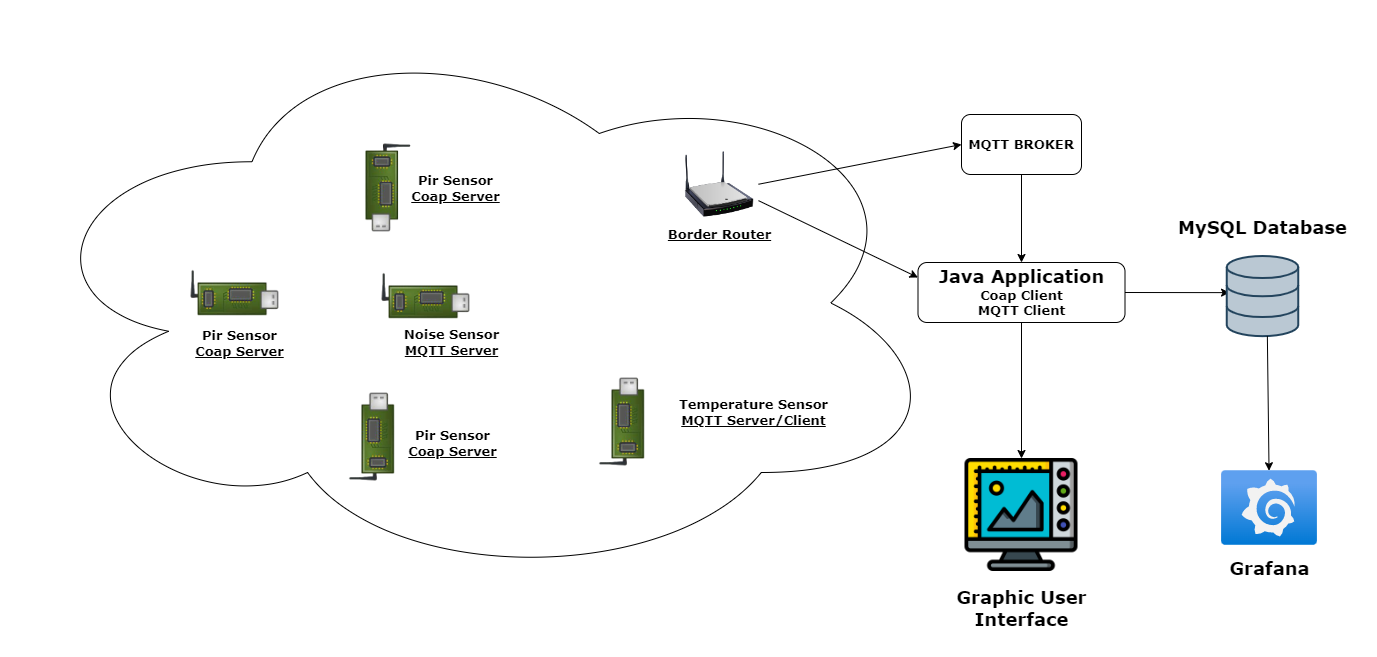 Pir Sensor
Coap Server
Border Router
MQTT BROKER
MySQL Database
Java Application
Coap Client
MQTT Client
Pir Sensor
Coap Server
Noise Sensor
MQTT Server
Temperature Sensor
MQTT Server/Client
Pir Sensor
Coap Server
Grafana
Graphic User
Interface